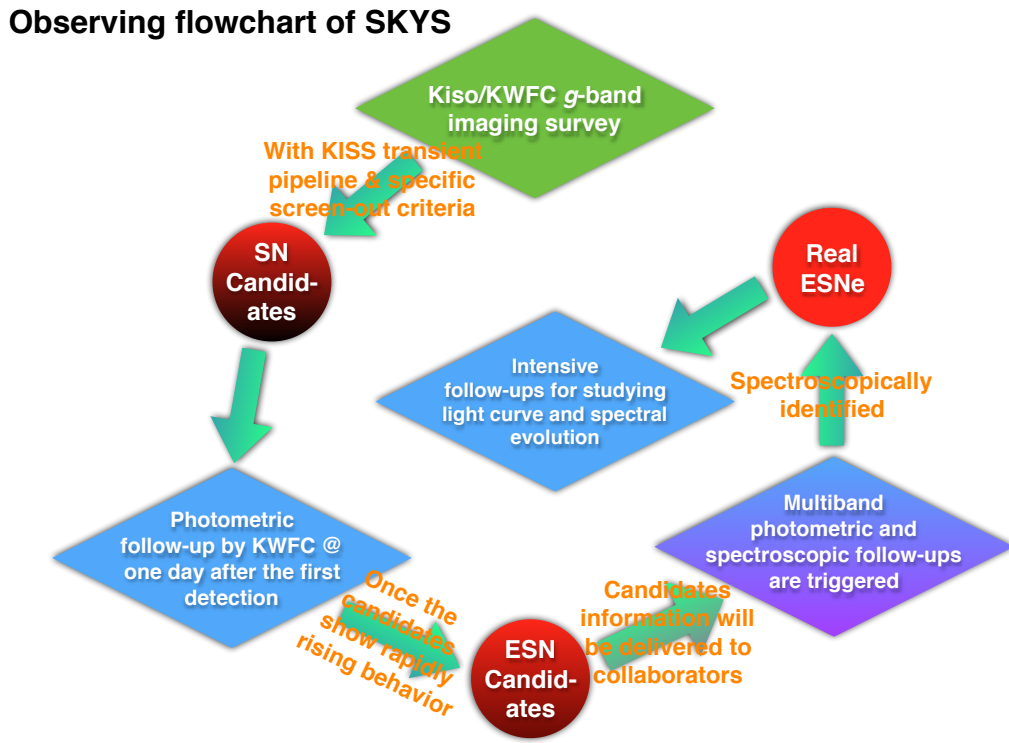 Observing flowchart of SKYS
Kiso/KWFC g-band
imaging survey
With KISS transient
pipeline & specific
screen-out criteria
SN
Candid-
ates
Photometric
follow-up by KWFC @
one day after the first
detection
Once the
candidates
show rapidly
rising behavior
ESN
Candid-
ates
Candidates
information will
be delivered to
collaborators
Multiband
photometric and
spectroscopic follow-ups
are triggered
Spectroscopically
identified
Real
ESNe
Intensive
follow-ups for studying
light curve and spectral
evolution